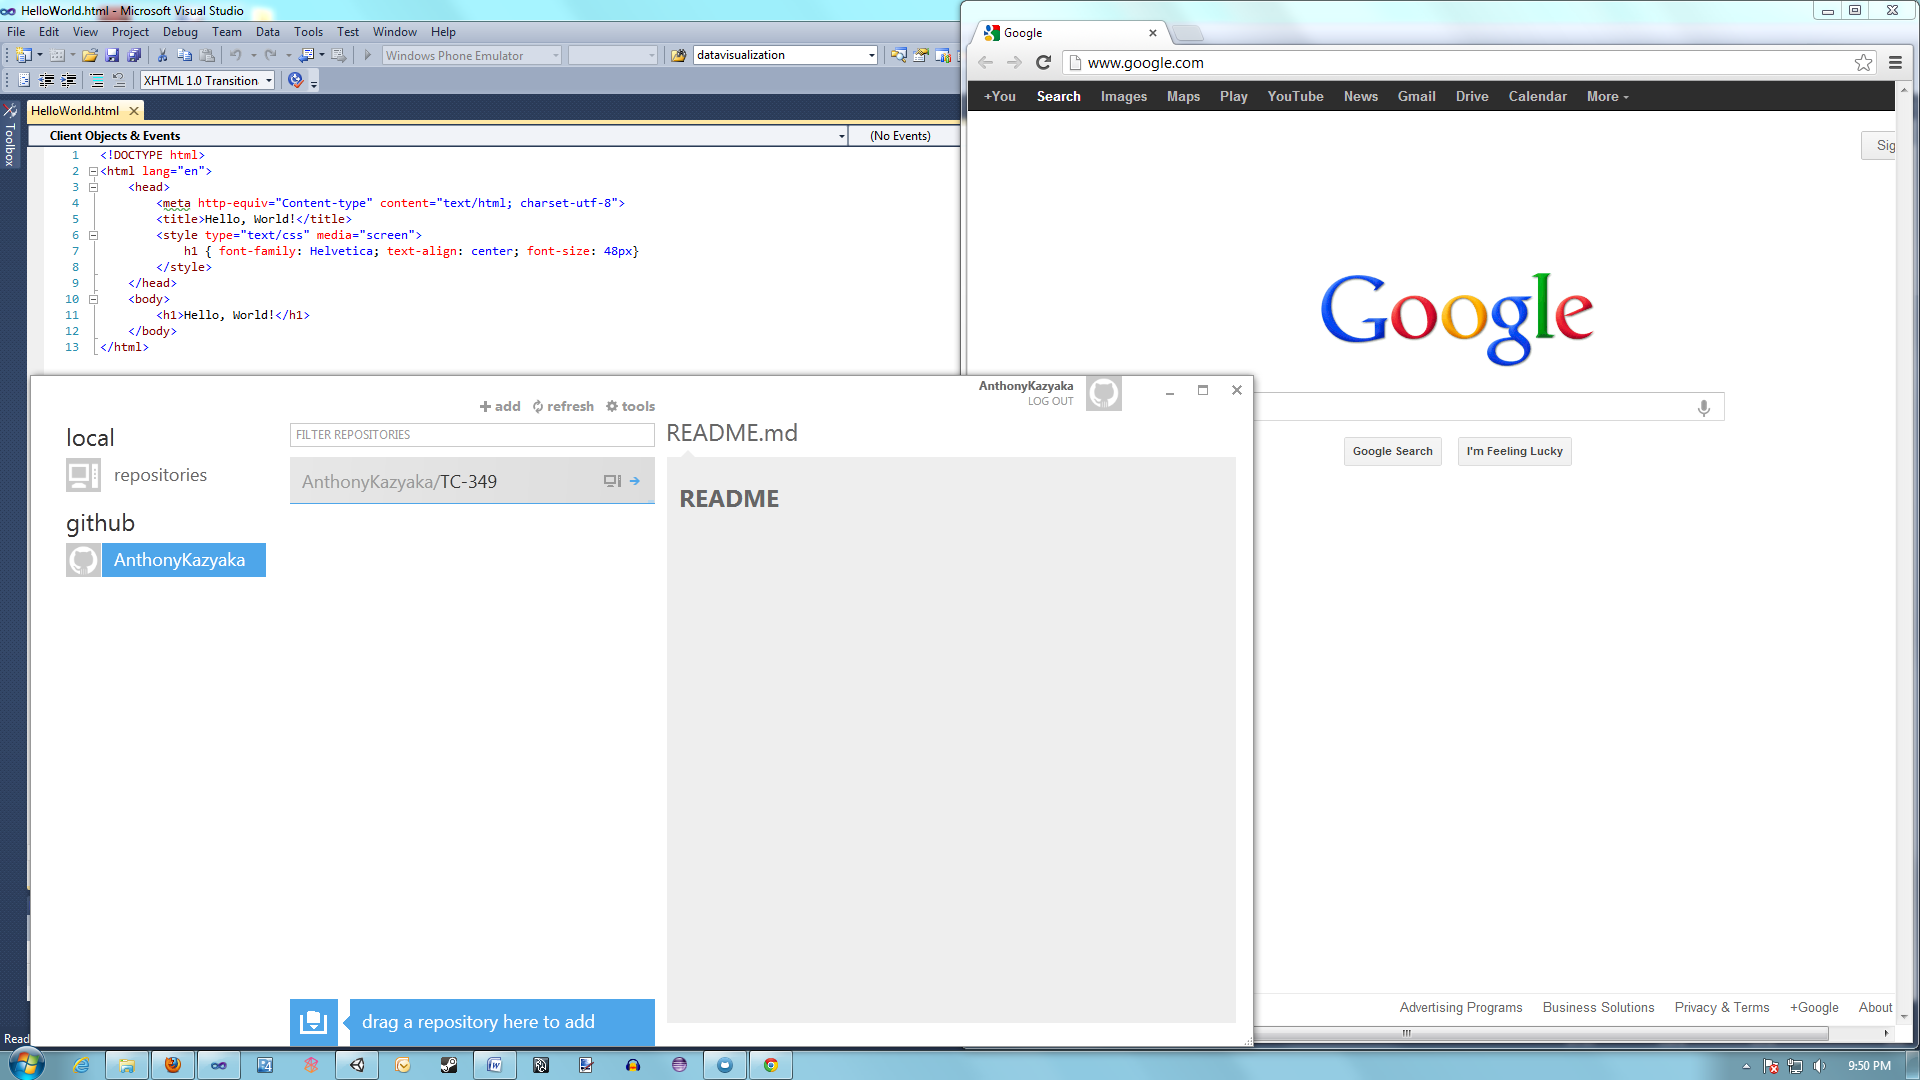 HelloWorld.html - Microsoft Visual Studio
File Edit View Project Debug Team Data Tools Test Window Help
Windows Phone Emulator
datavisualization
XHTML 1.0 Transition
Toolbox
HelloWorld.html
Client Objects & Events
(No Events)
1 <!DOCTYPE html>
2 <html lang="en">
3 <head>
4 <meta http-equiv="Content-type" content="text/html; charset-utf-8">
5 <title>Hello, World!</title>
6 <style type="text/css" media="screen">
7 h1 { font-family: Helvetica; text-align: center; font-size: 48px}
8 </style>
9 </head>
10 <body>
11 <h1>Hello, World!</h1>
12 </body>
13 </html>
Read
Google
www.google.com
+You Search Images Maps Play YouTube News Gmail Drive Calendar More
Sig
Google
Google Search
I'm Feeling Lucky
Advertising Programs Business Solutions Privacy & Terms +Google About
AnthonyKazyaka
LOG OUT
add refresh tools
local
repositories
github
AnthonyKazyaka
FILTER REPOSITORIES
AnthonyKazyaka/TC-349
README.md
README
drag a repository here to add
9:50 PM